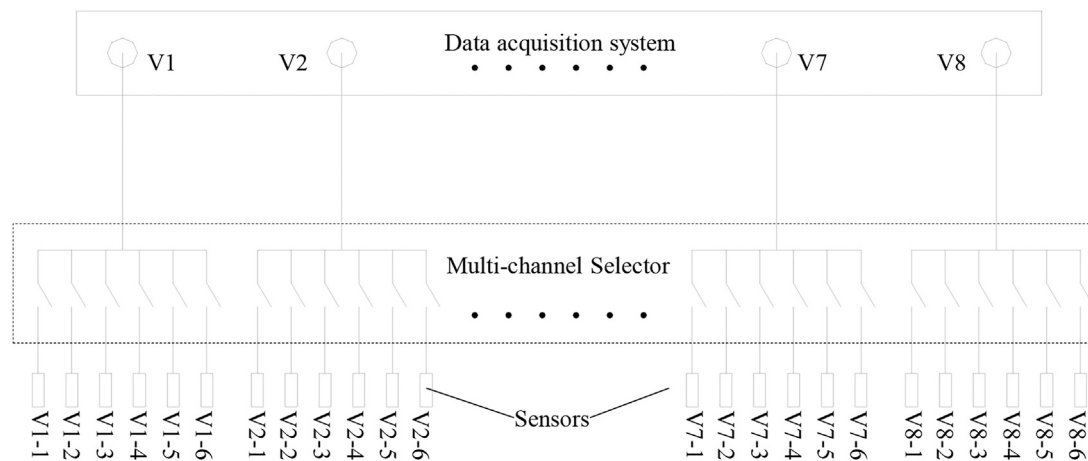 Data acquisition system
V1
V2
V7
V8
Multi-channel Selector
Sensors
V1-1
V1-2
V1-3
V1-4
V1-5
V1-6
V2-1
V2-2
V2-3
V2-4
V2-5
V2-6
V7-1
V7-2
V7-3
V7-4
V7-5
V7-6
V8-1
V8-2
V8-3
V8-4
V8-5
V8-6